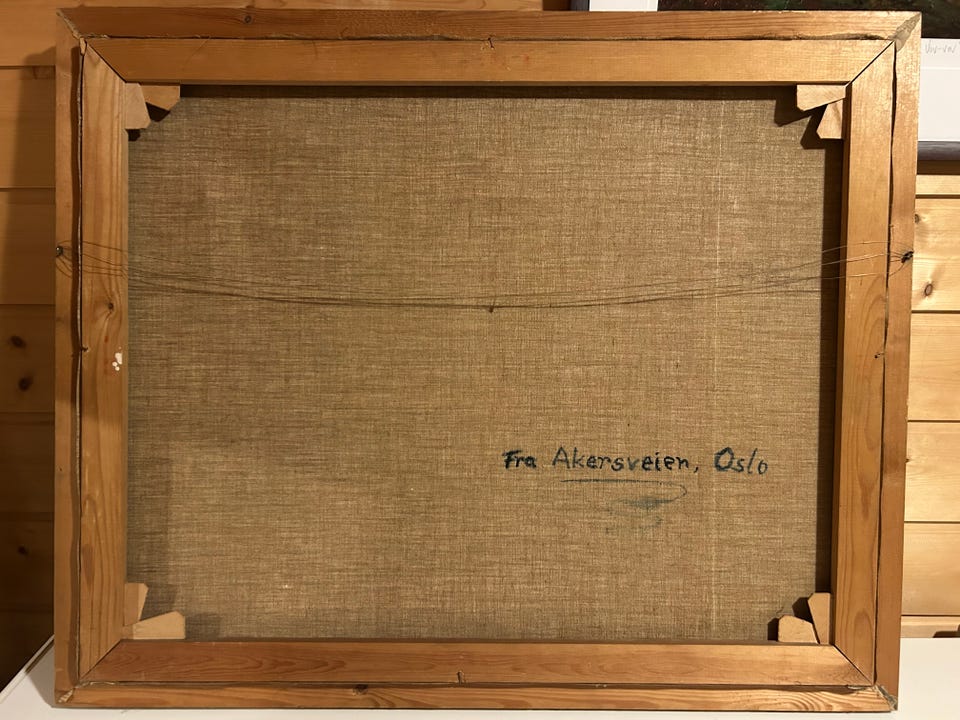 Fra Akersveien, Oslo